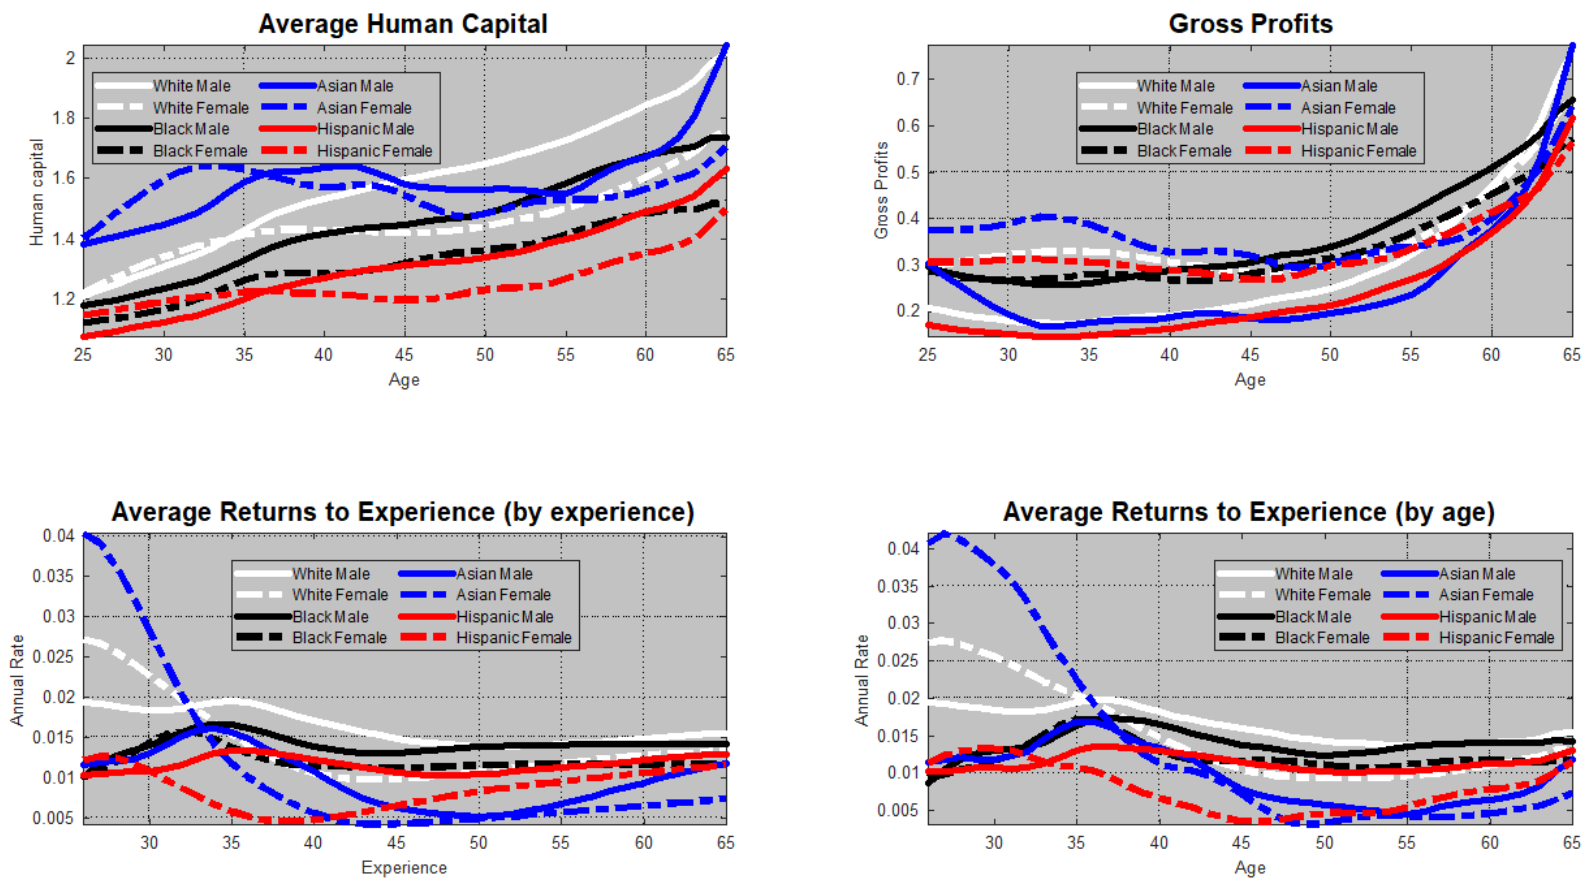 Average Human Capital
2
1.8
1.6
1.4
1.2
Human capital
White Male
White Female
Black Male
Black Female
Asian Male
Asian Female
Hispanic Male
Hispanic Female
25 30 35 40 45 50 55 60 65
Age
Gross Profits
0.7
0.6
0.5
0.4
0.3
0.2
Gross Profits
White Male
White Female
Black Male
Black Female
Asian Male
Asian Female
Hispanic Male
Hispanic Female
25 30 35 40 45 50 55 60 65
Age
Average Returns to Experience (by experience)
0.04
0.035
0.03
0.025
0.02
0.015
0.01
0.005
Annual Rate
White Male
White Female
Black Male
Black Female
Asian Male
Asian Female
Hispanic Male
Hispanic Female
30 35 40 45 50 55 60 65
Experience
Average Returns to Experience (by age)
0.04
0.035
0.03
0.025
0.02
0.015
0.01
0.005
Annual Rate
White Male
White Female
Black Male
Black Female
Asian Male
Asian Female
Hispanic Male
Hispanic Female
30 35 40 45 50 55 60 65
Age